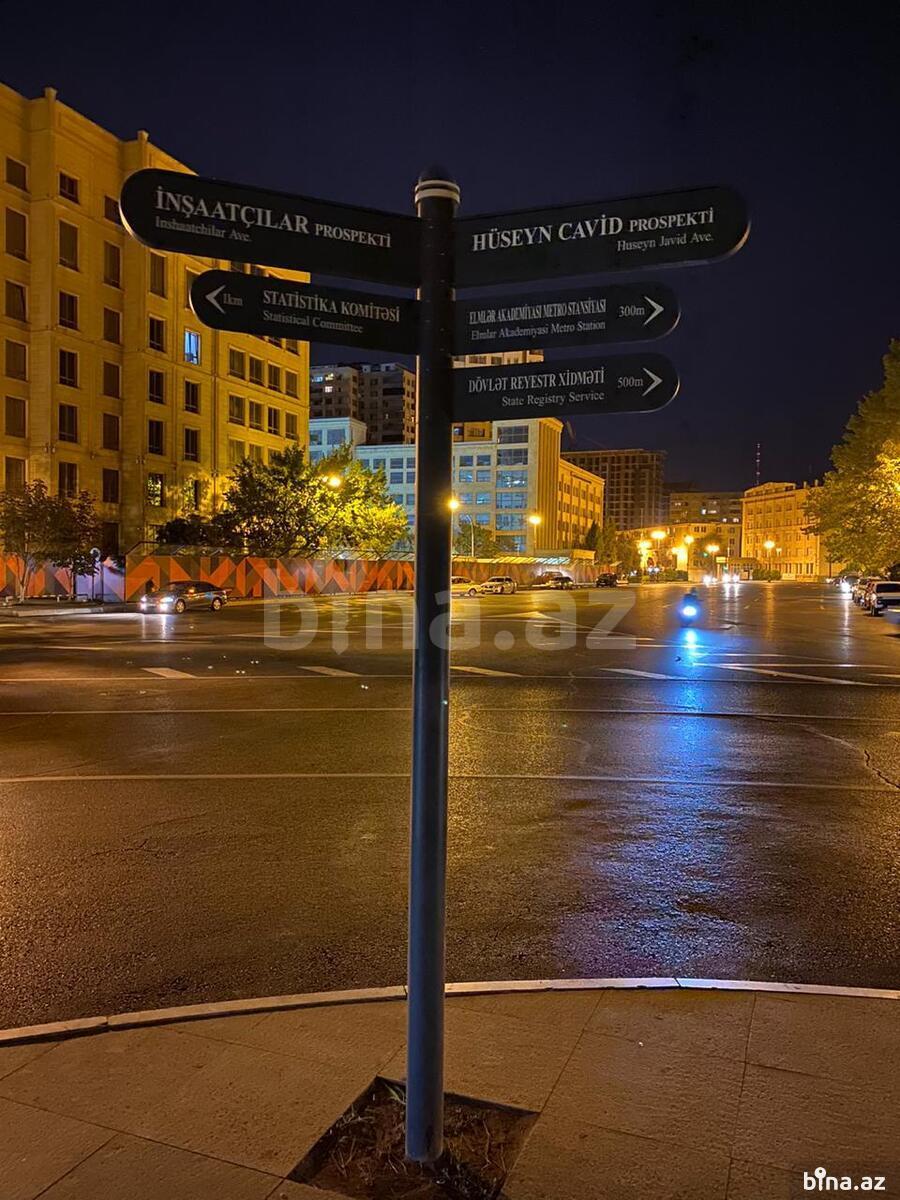 İNŞAATÇILAR PROSPEKTİ
Inshaatchilar Ave.
1km STATİSTİKA KOMİTƏSİ
Statistical Committee
HÜSEYN CAVİD PROSPEKTİ
Huseyn Javid Ave.
ELMLƏR AKADEMİYASI METRO STANSİYASI 300m
Elmlar Akademiyasi Metro Station
DÖVLƏT REYESTR XİDMƏTİ 500m
State Registry Service
bina.az
bina.az